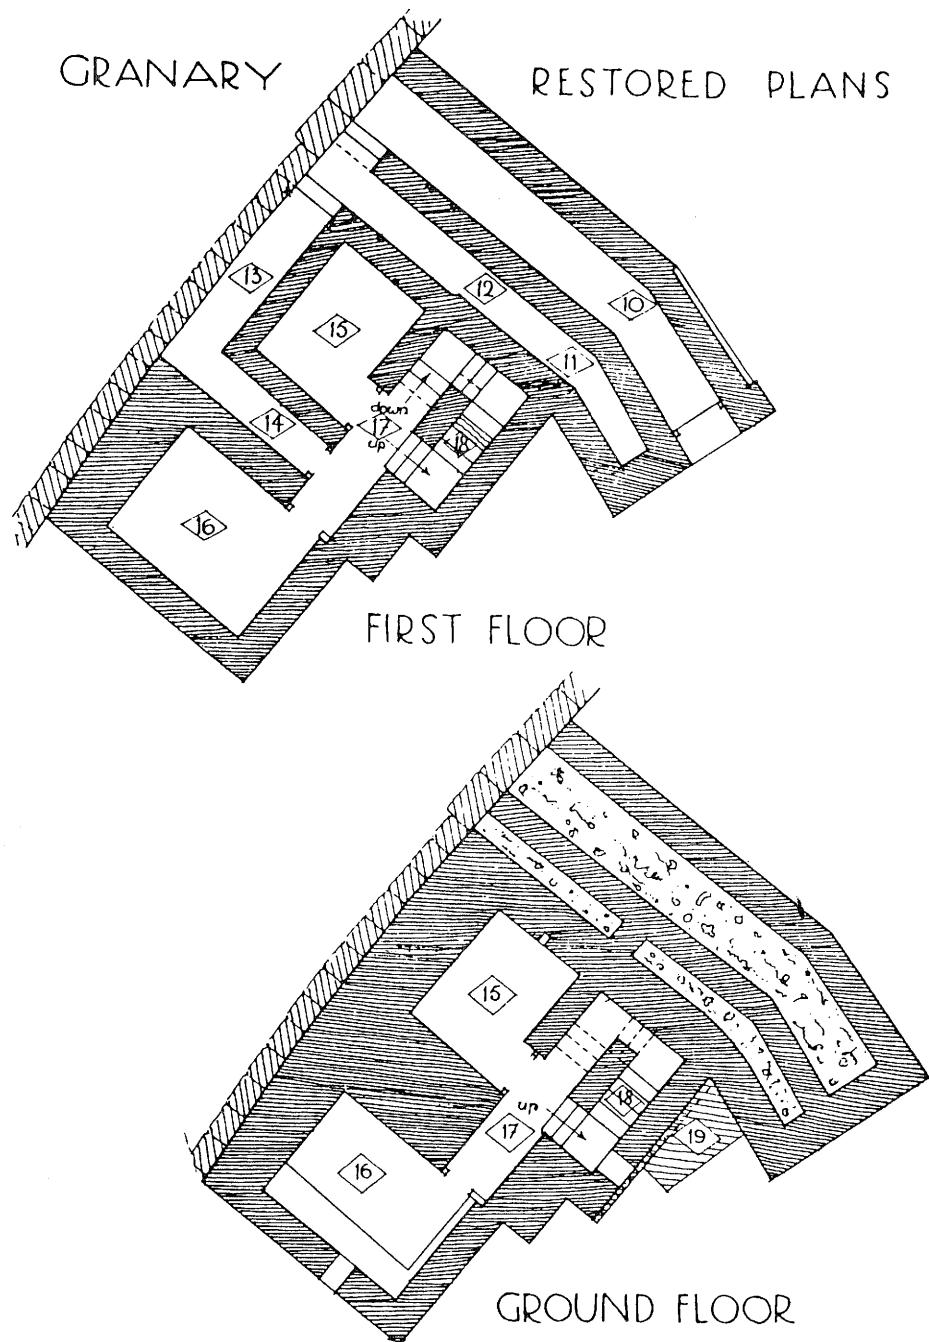 GRANARY
RESTORED PLANS
13
12
10
15
11
down
17
up
18
14
16
FIRST FLOOR
15
18
up
17
19
16
GROUND FLOOR